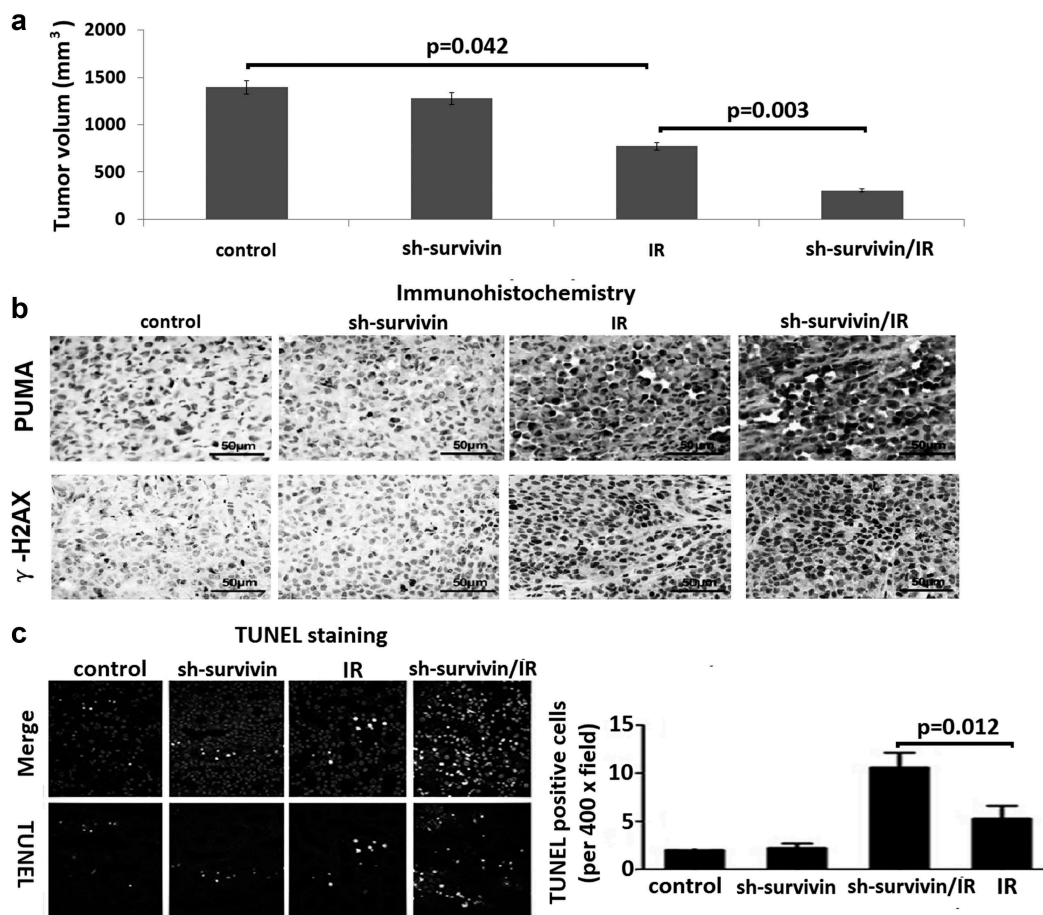 a
Tumor volum (mm³)
2000
1500
1000
500
0
p=0.042
p=0.003
control
sh-survivin
IR
sh-survivin/IR
b
Immunohistochemistry
control
sh-survivin
IR
sh-survivin/IR
PUMA
50µm
50µm
50µm
50µm
γ-H2AX
50µm
50µm
50µm
50µm
c
TUNEL staining
control
sh-survivin
IR
sh-survivin/IR
Merge
TUNEL
TUNEL positive cells
(per 400 x field)
15
10
5
0
p=0.012
control
sh-survivin
sh-survivin/IR
IR